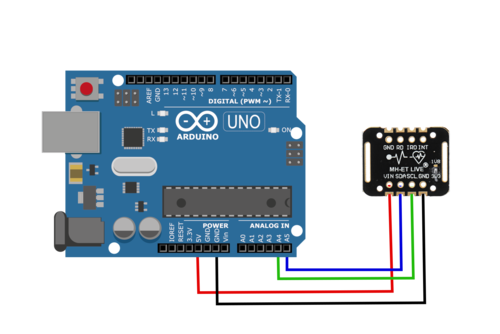 AREF
GND
13
12
~11
~10
~9
8
7
~6
~5
4
~3
2
TX-1
RX-0
DIGITAL (PWM ~)
L
TX
RX
ARDUINO
UNO
ON
POWER
ANALOG IN
IOREF
RESET
3.3V
5V
GND
GND
Vin
A0
A1
A2
A3
A4
A5
GND RD IRD INT
MH-ET LIVE
VIN SDA SCL GND